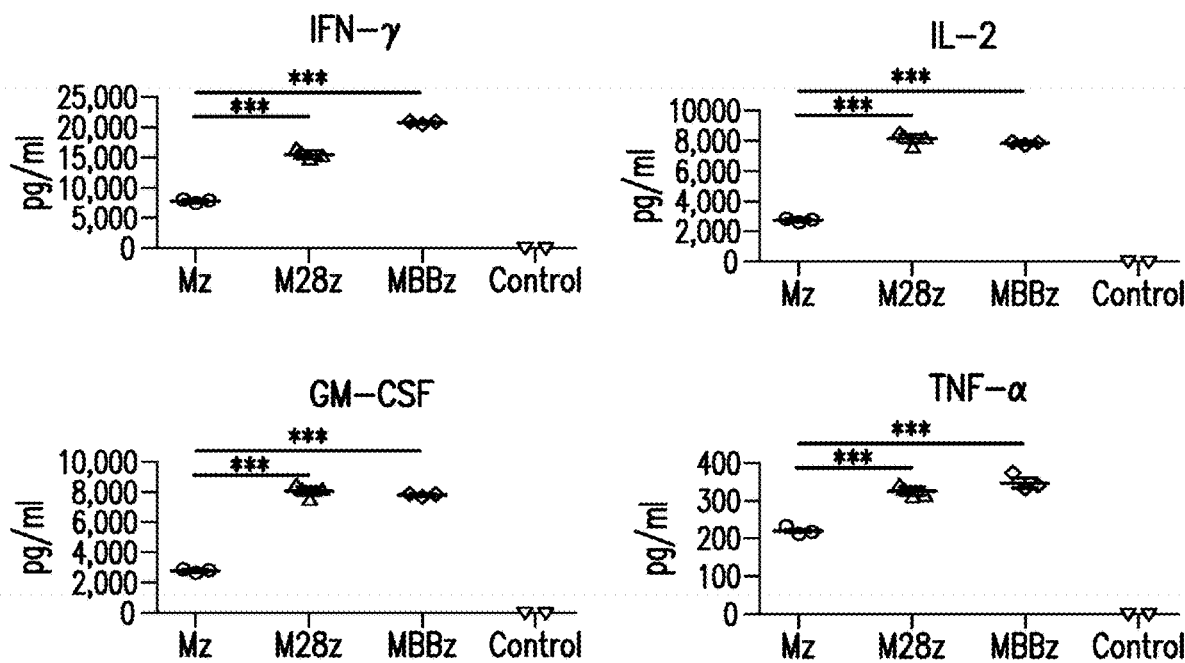 IFN-γ
***
***
25,000
20,000
15,000
10,000
5,000
0
pg/ml
Mz M28z MBBz Control
IL-2
***
***
10000
8,000
6,000
4,000
2,000
0
pg/ml
Mz M28z MBBz Control
GM-CSF
***
***
10,000
8,000
6,000
4,000
2,000
0
pg/ml
Mz M28z MBBz Control
TNF-α
***
***
400
300
200
100
0
pg/ml
Mz M28z MBBz Control